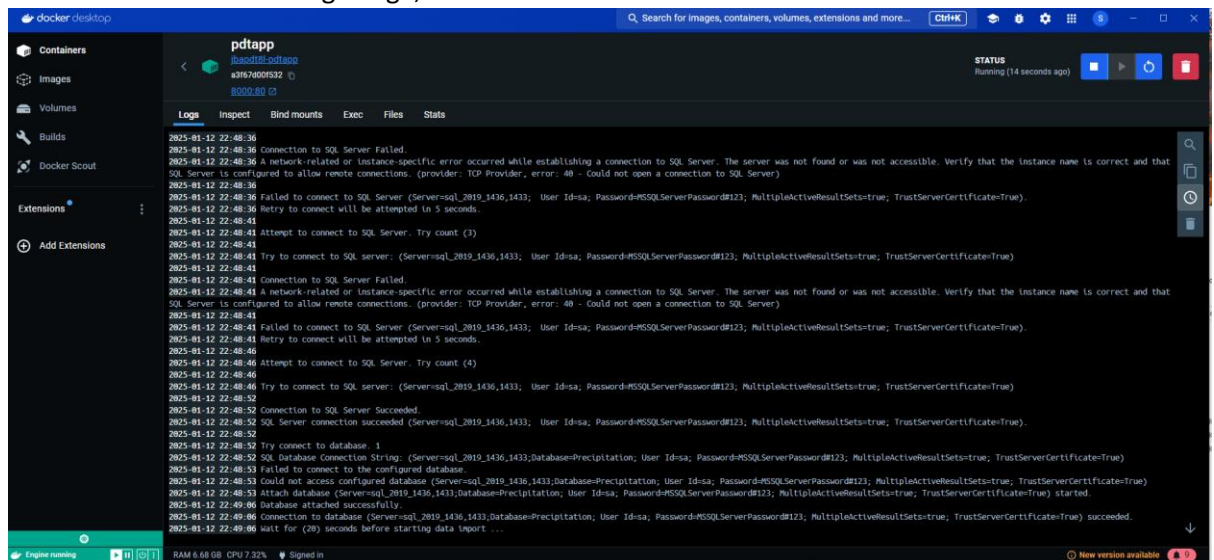 docker desktop
Search for images, containers, volumes, extensions and more...
Ctrl+K
S
Containers
Images
Volumes
Builds
Docker Scout
Extensions
Add Extensions
pdtapp
jbapdt8l-pdtapp
a3f67d00f532
8000:80
STATUS
Running (14 seconds ago)
Logs Inspect Bind mounts Exec Files Stats
2025-01-12 22:48:36
2025-01-12 22:48:36 Connection to SQL Server Failed.
2025-01-12 22:48:36 A network-related or instance-specific error occurred while establishing a connection to SQL Server. The server was not found or was not accessible. Verify that the instance name is correct and that
SQL Server is configured to allow remote connections. (provider: TCP Provider, error: 40 - Could not open a connection to SQL Server)
2025-01-12 22:48:36
2025-01-12 22:48:36 Failed to connect to SQL Server (Server=sql_2019_1436,1433; User Id=sa; Password=MSSQLServerPassword#123; MultipleActiveResultSets=true; TrustServerCertificate=True).
2025-01-12 22:48:36 Retry to connect will be attempted in 5 seconds.
2025-01-12 22:48:41
2025-01-12 22:48:41 Attempt to connect to SQL Server. Try count (3)
2025-01-12 22:48:41
2025-01-12 22:48:41 Try to connect to SQL server: (Server=sql_2019_1436,1433; User Id=sa; Password=MSSQLServerPassword#123; MultipleActiveResultSets=true; TrustServerCertificate=True)
2025-01-12 22:48:41
2025-01-12 22:48:41 Connection to SQL Server Failed.
2025-01-12 22:48:41 A network-related or instance-specific error occurred while establishing a connection to SQL Server. The server was not found or was not accessible. Verify that the instance name is correct and that
SQL Server is configured to allow remote connections. (provider: TCP Provider, error: 40 - Could not open a connection to SQL Server)
2025-01-12 22:48:41
2025-01-12 22:48:41 Failed to connect to SQL Server (Server=sql_2019_1436,1433; User Id=sa; Password=MSSQLServerPassword#123; MultipleActiveResultSets=true; TrustServerCertificate=True).
2025-01-12 22:48:41 Retry to connect will be attempted in 5 seconds.
2025-01-12 22:48:46
2025-01-12 22:48:46 Attempt to connect to SQL Server. Try count (4)
2025-01-12 22:48:46
2025-01-12 22:48:46 Try to connect to SQL server: (Server=sql_2019_1436,1433; User Id=sa; Password=MSSQLServerPassword#123; MultipleActiveResultSets=true; TrustServerCertificate=True)
2025-01-12 22:48:52
2025-01-12 22:48:52 Connection to SQL Server Succeeded.
2025-01-12 22:48:52 SQL Server connection succeeded (Server=sql_2019_1436,1433; User Id=sa; Password=MSSQLServerPassword#123; MultipleActiveResultSets=true; TrustServerCertificate=True).
2025-01-12 22:48:52
2025-01-12 22:48:52 Try connect to database. 1
2025-01-12 22:48:52 SQL Database Connection String: (Server=sql_2019_1436,1433;Database=Precipitation; User Id=sa; Password=MSSQLServerPassword#123; MultipleActiveResultSets=true; TrustServerCertificate=True)
2025-01-12 22:48:53 Failed to connect to the configured database.
2025-01-12 22:48:53 Could not access configured database (Server=sql_2019_1436,1433;Database=Precipitation; User Id=sa; Password=MSSQLServerPassword#123; MultipleActiveResultSets=true; TrustServerCertificate=True)
2025-01-12 22:48:53 Attach database (Server=sql_2019_1436,1433;Database=Precipitation; User Id=sa; Password=MSSQLServerPassword#123; MultipleActiveResultSets=true; TrustServerCertificate=True) started.
2025-01-12 22:49:06 Database attached successfully.
2025-01-12 22:49:06 Connection to database (Server=sql_2019_1436,1433;Database=Precipitation; User Id=sa; Password=MSSQLServerPassword#123; MultipleActiveResultSets=true; TrustServerCertificate=True) succeeded.
2025-01-12 22:49:06 Wait for (20) seconds before starting data import ...
Engine running
RAM 6.68 GB CPU 7.32% Signed in
New version available
9